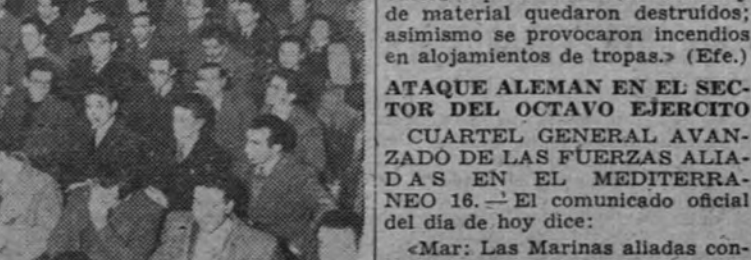 de material quedaron destruídos;
asimismo se provocaron incendios
en alojamientos de tropas.» (Efe.)
ATAQUE ALEMAN EN EL SEC-
TOR DEL OCTAVO EJERCITO
CUARTEL GENERAL AVAN-
ZADO DE LAS FUERZAS ALIA-
DAS EN EL MEDITERRA-
NEO 16. — El comunicado oficial
del día de hoy dice:
«Mar: Las Marinas aliadas con-